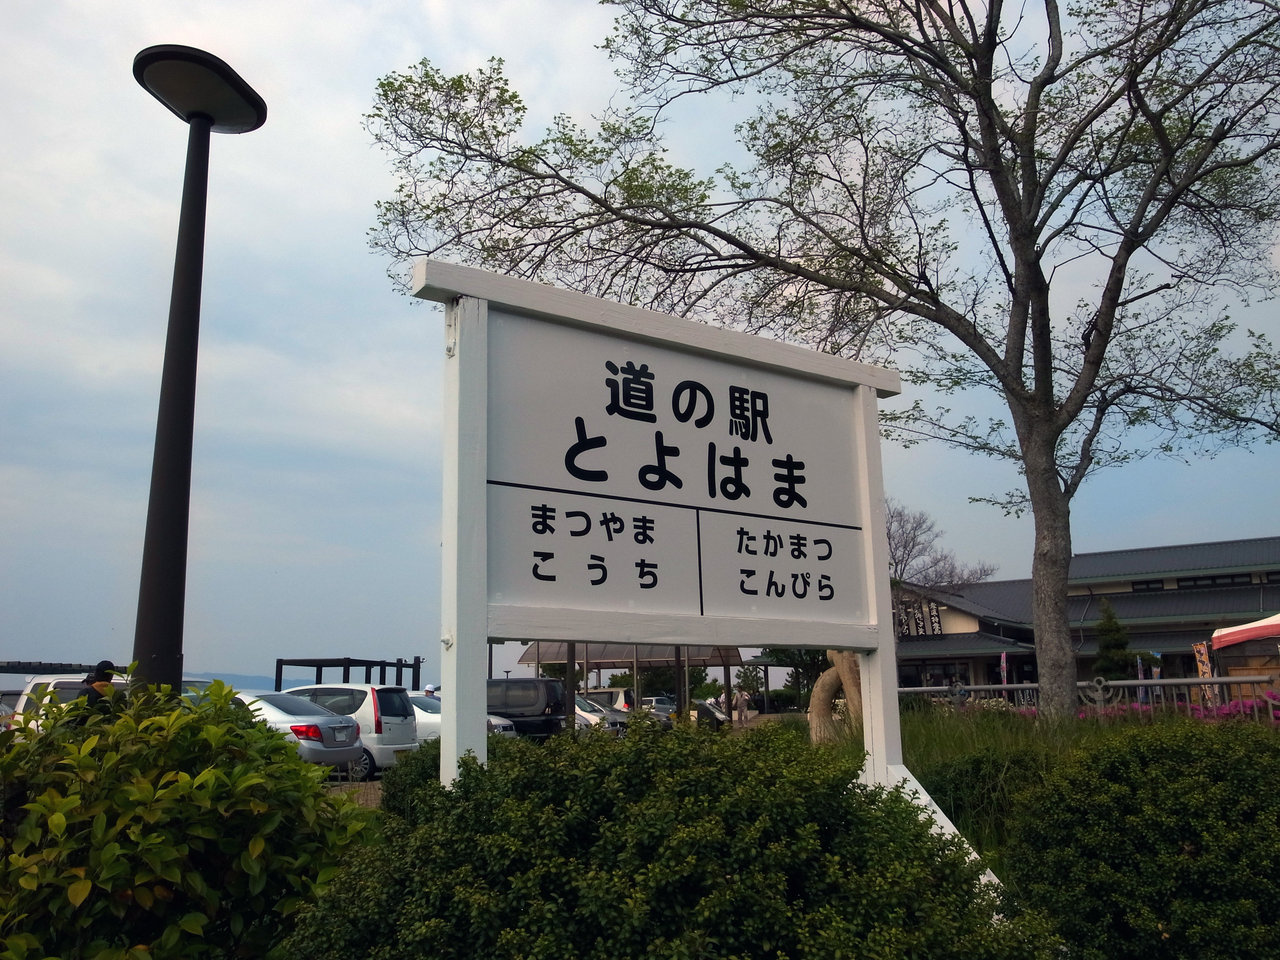 道の駅
とよはま
まつやま
こうち
たかまつ
こんぴら